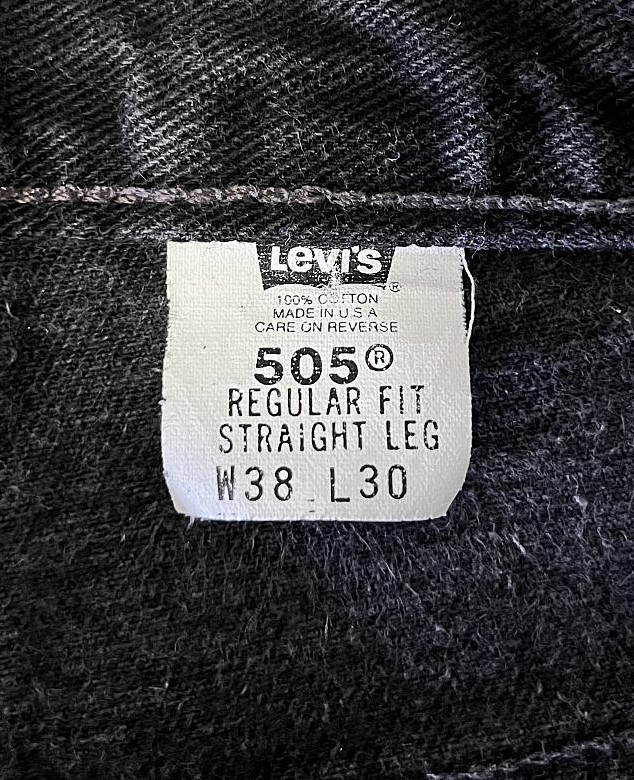 Levi's
®
100% COTTON
MADE IN U S A
CARE ON REVERSE
505®
REGULAR FIT
STRAIGHT LEG
W38 L30